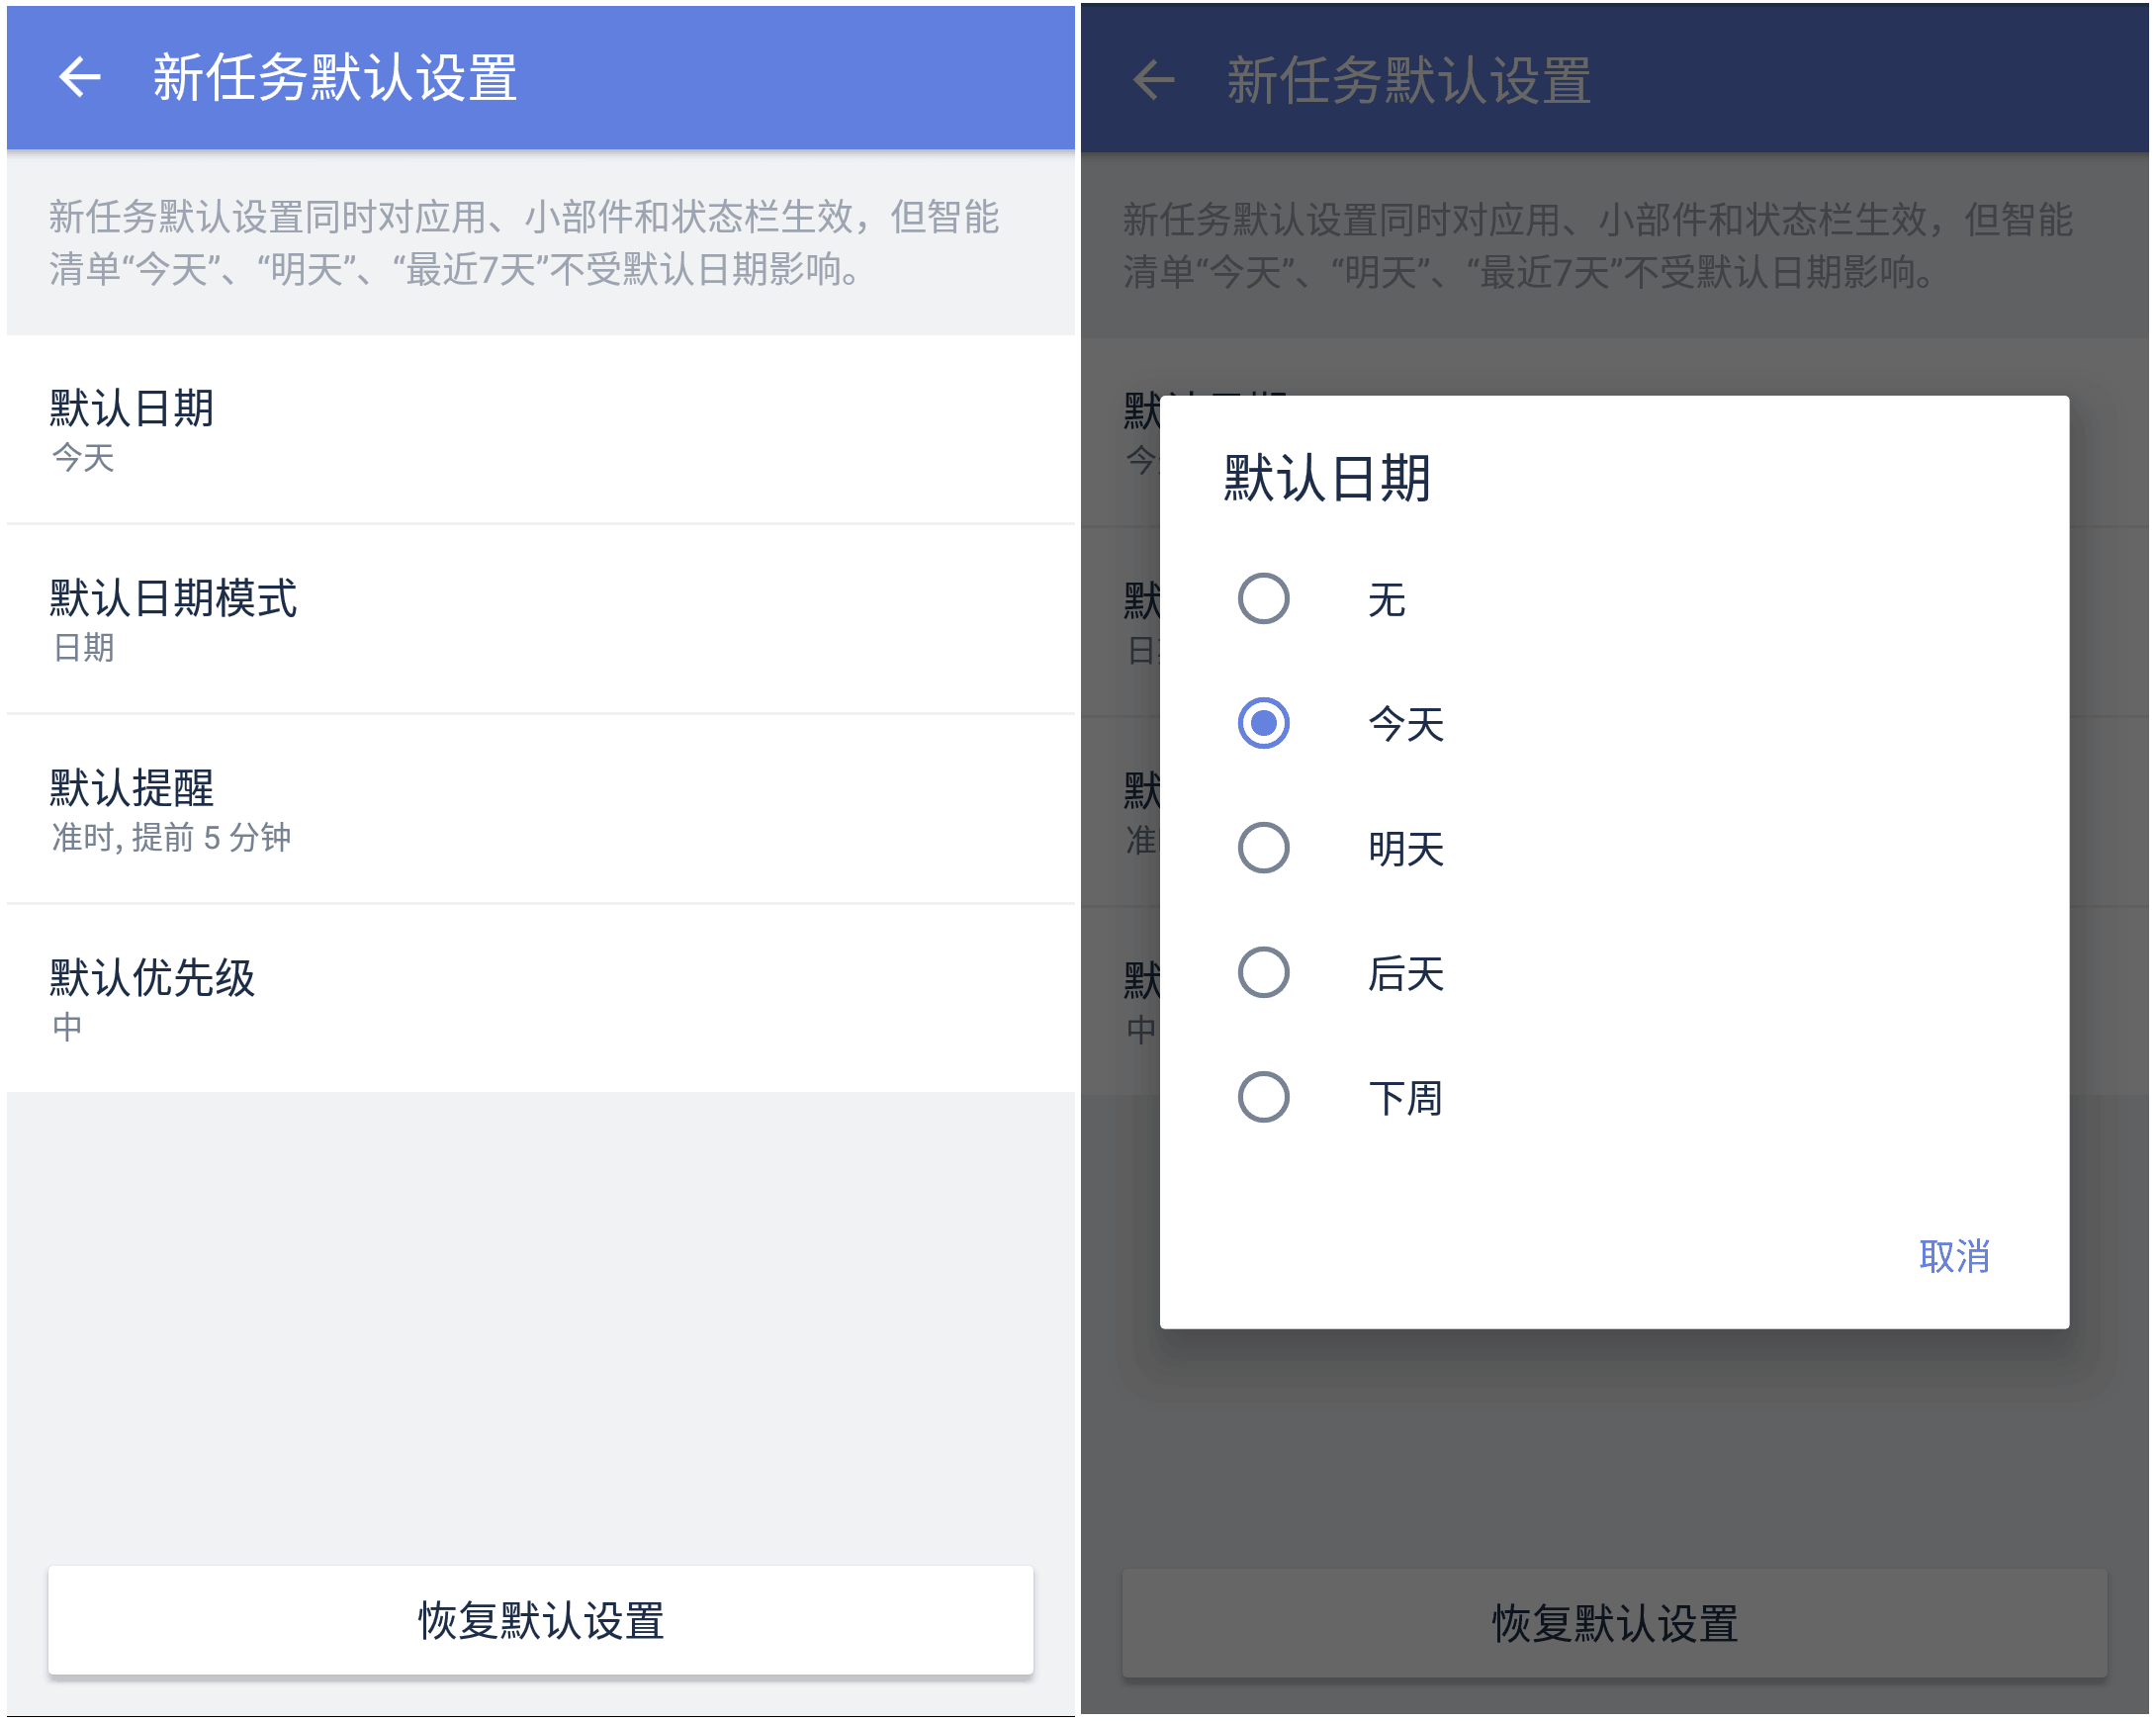 新任务默认设置
新任务默认设置同时对应用、小部件和状态栏生效，但智能
清单“今天”、“明天”、“最近7天”不受默认日期影响。
默认日期
今天
默认日期模式
日期
默认提醒
准时, 提前 5 分钟
默认优先级
中
恢复默认设置
新任务默认设置
新任务默认设置同时对应用、小部件和状态栏生效，但智能
清单“今天”、“明天”、“最近7天”不受默认日期影响。
默认日期
无
今天
明天
后天
下周
取消
恢复默认设置